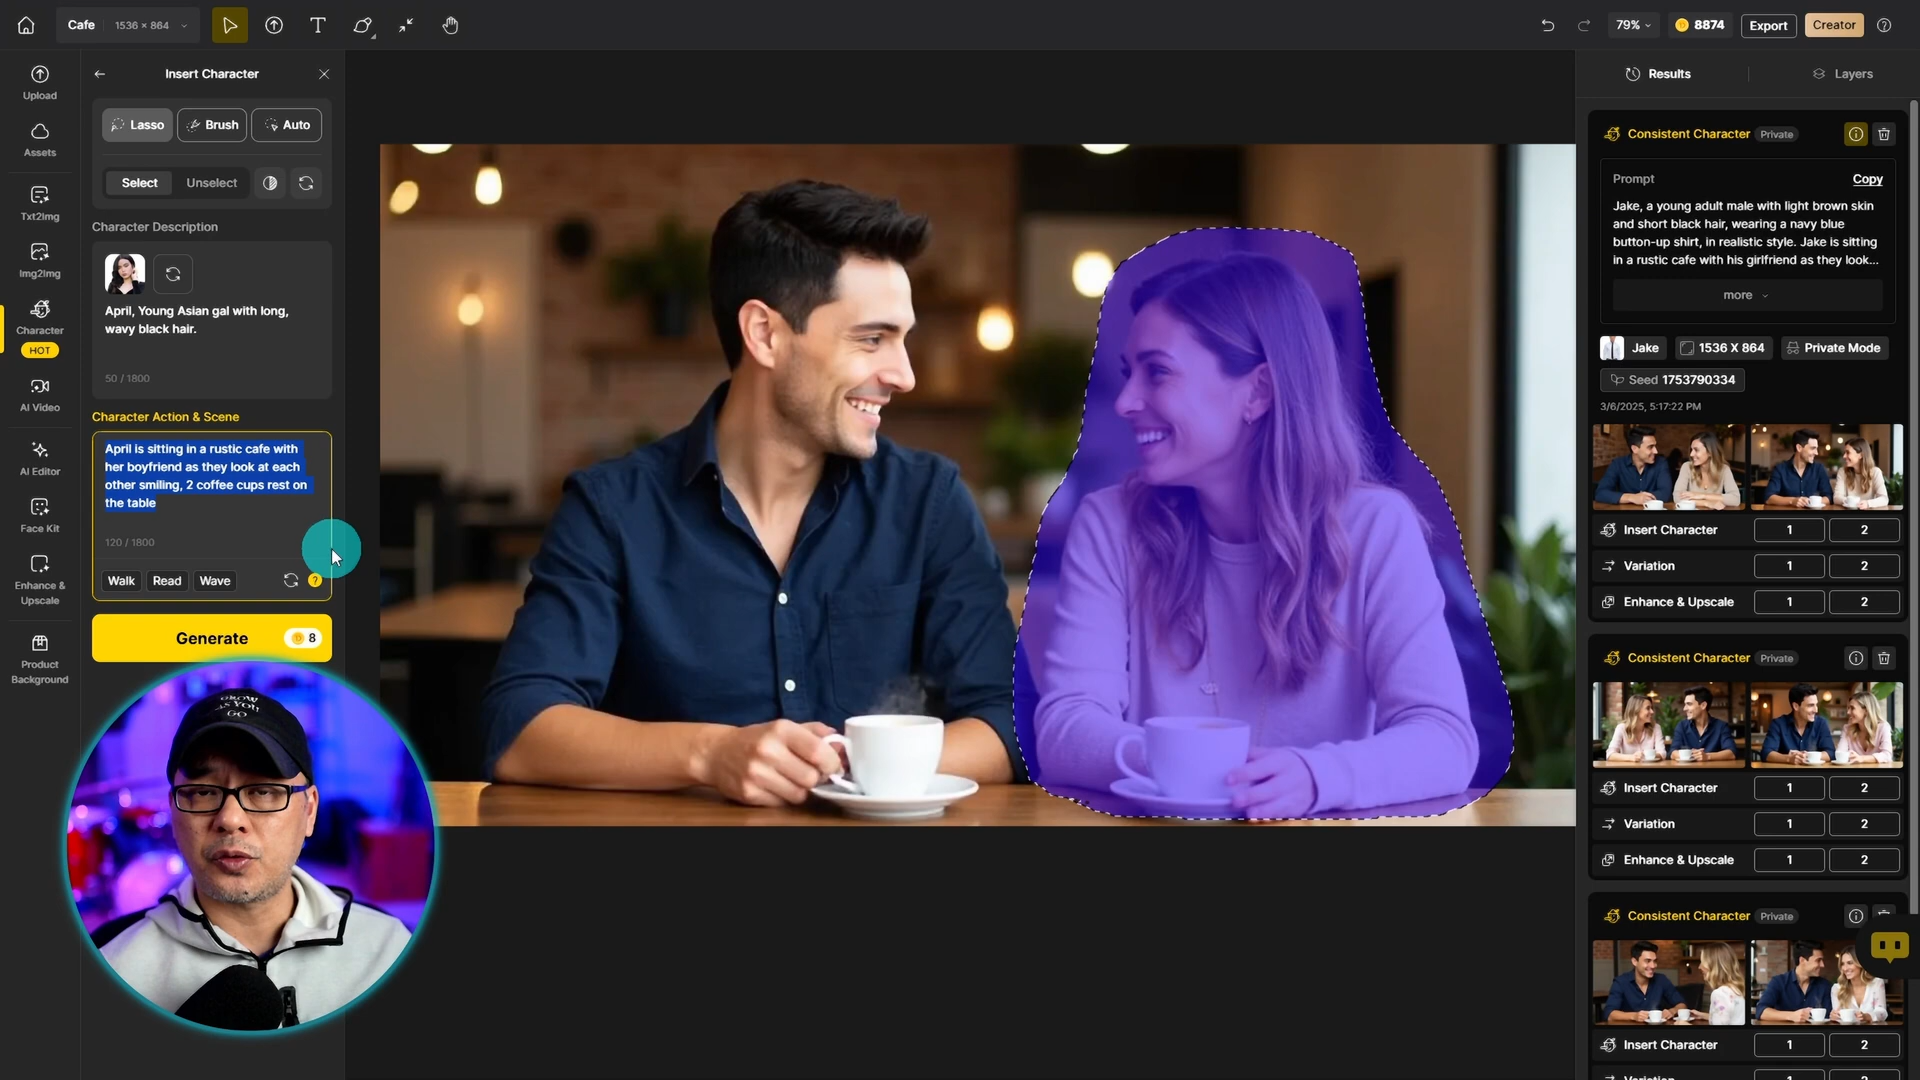 Cafe
1536 × 864
T
79%
8874
Export
Creator
Upload
Assets
Txt2Img
Img2Img
Character
HOT
AI Video
AI Editor
Face Kit
Enhance &
Upscale
Product
Background
Insert Character
Lasso
Brush
Auto
Select
Unselect
Character Description
April, Young Asian gal with long,
wavy black hair.
50 / 1800
Character Action & Scene
April is sitting in a rustic cafe with
her boyfriend as they look at each
other smiling, 2 coffee cups rest on
the table
120 / 1800
Walk
Read
Wave
?
Generate
8
GROW
AS YOU
GO
Results
Layers
Consistent Character
Private
Prompt
Copy
Jake, a young adult male with light brown skin
and short black hair, wearing a navy blue
button-up shirt, in realistic style. Jake is sitting
in a rustic cafe with his girlfriend as they look...
more
Jake
1536 X 864
Private Mode
Seed 1753790334
3/6/2025, 5:17:22 PM
Insert Character
1
2
Variation
1
2
Enhance & Upscale
1
2
Consistent Character
Private
Insert Character
1
2
Variation
1
2
Enhance & Upscale
1
2
Consistent Character
Private
Insert Character
1
2